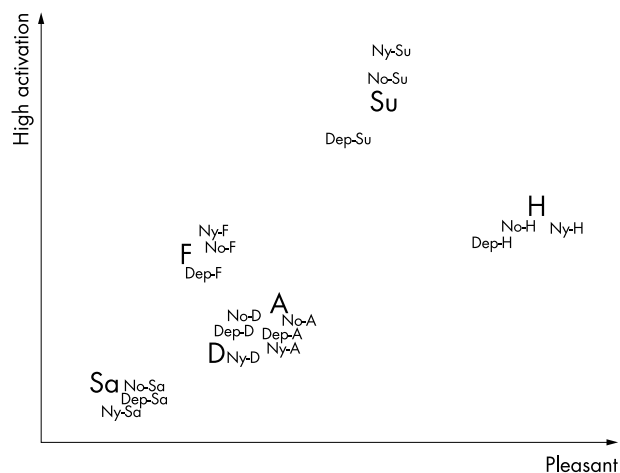 High activation
Ny-Su
No-Su
Su
Dep-Su
H
No-H
Ny-H
Dep-H
Ny-F
No-F
F
Dep-F
A
No-D
No-A
Dep-D
Dep-A
Ny-A
D
Ny-D
Sa
No-Sa
Dep-Sa
Ny-Sa
Pleasant